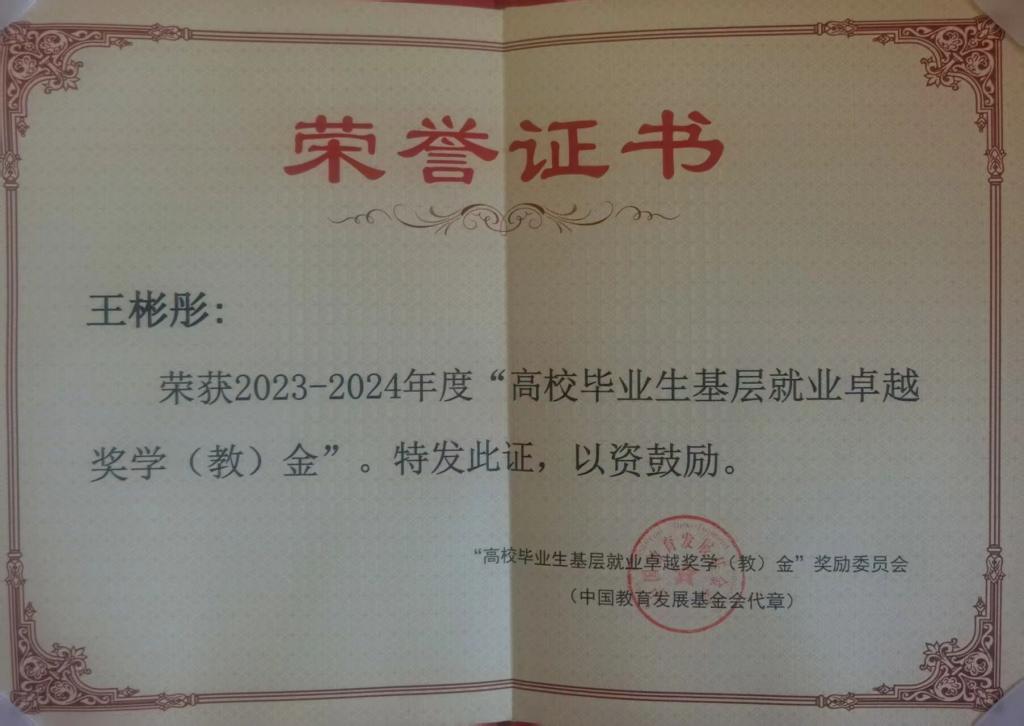 荣誉证书
王彬彤:
荣获2023-2024年度“高校毕业生基层就业卓越
奖学（教）金”。特发此证，以资鼓励。
“高校毕业生基层就业卓越奖学（教）金”奖励委员会
（中国教育发展基金会代章）